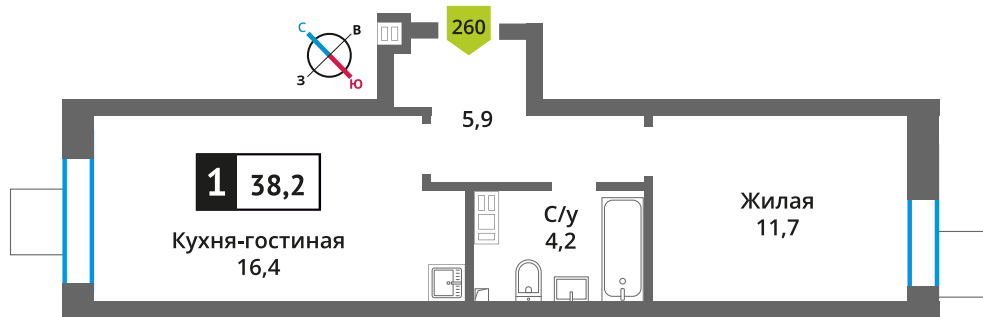 260
С
В
З
Ю
5,9
1 38,2
Кухня-гостиная
16,4
С/у
4,2
Жилая
11,7